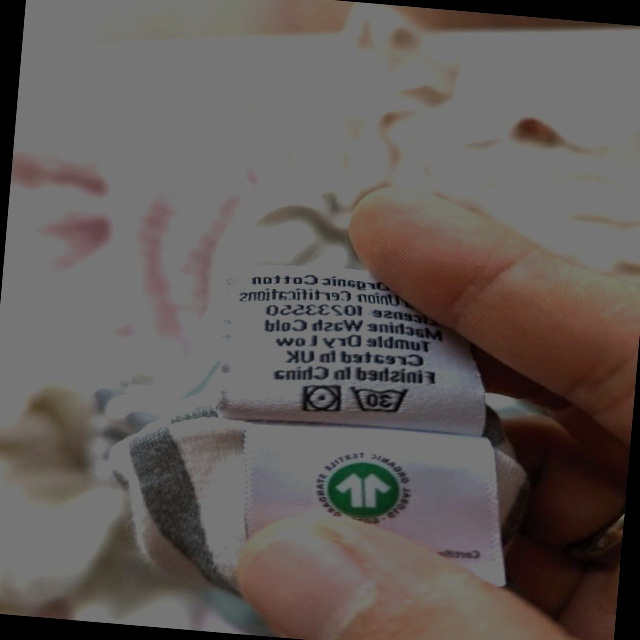 Organic Cotton
Union Certifications
License 10233550
Machine Wash Cold
Tumble Dry Low
Created In UK
Finished In China
30
ORGANIC TEXTILE